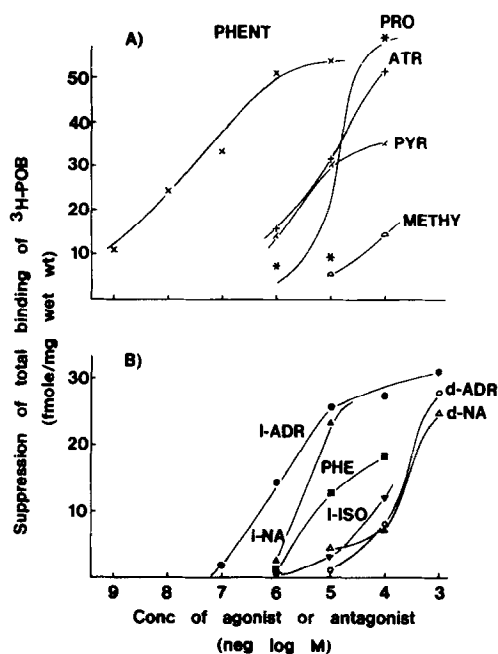 A)
PHENT
PRO
ATR
PYR
METHY
50
40
30
20
10
Suppression of total binding of ³H-POB
(fmole/mg wet wt)
B)
d-ADR
d-NA
l-ADR
PHE
l-NA
l-ISO
30
20
10
9 8 7 6 5 4 3
Conc of agonist or antagonist
(neg log M)